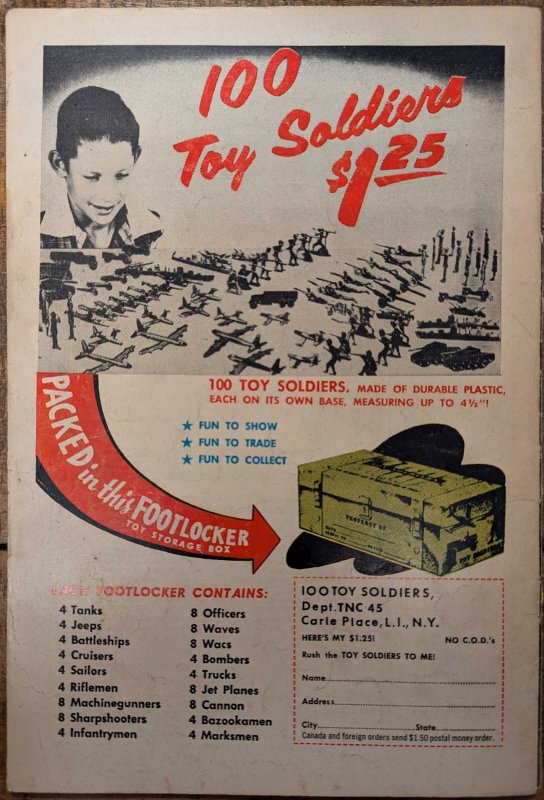 100
Toy Soldiers
$1.25
100 TOY SOLDIERS, MADE OF DURABLE PLASTIC,
EACH ON ITS OWN BASE, MEASURING UP TO 4½"!
★ FUN TO SHOW
★ FUN TO TRADE
★ FUN TO COLLECT
PACKED in this FOOTLOCKER
TOY STORAGE BOX
PROPERTY OF
EACH FOOTLOCKER CONTAINS:
4 Tanks
4 Jeeps
4 Battleships
4 Cruisers
4 Sailors
4 Riflemen
8 Machinegunners
8 Sharpshooters
4 Infantrymen
8 Officers
8 Waves
8 Wacs
4 Bombers
4 Trucks
8 Jet Planes
8 Cannon
4 Bazookamen
4 Marksmen
100 TOY SOLDIERS,
Dept. TNC 45
Carle Place, L.I., N.Y.
HERE'S MY $1.25! NO C.O.D.'s
Rush the TOY SOLDIERS TO ME!
Name
Address
City State
Canada and foreign orders send $1.50 postal money order.